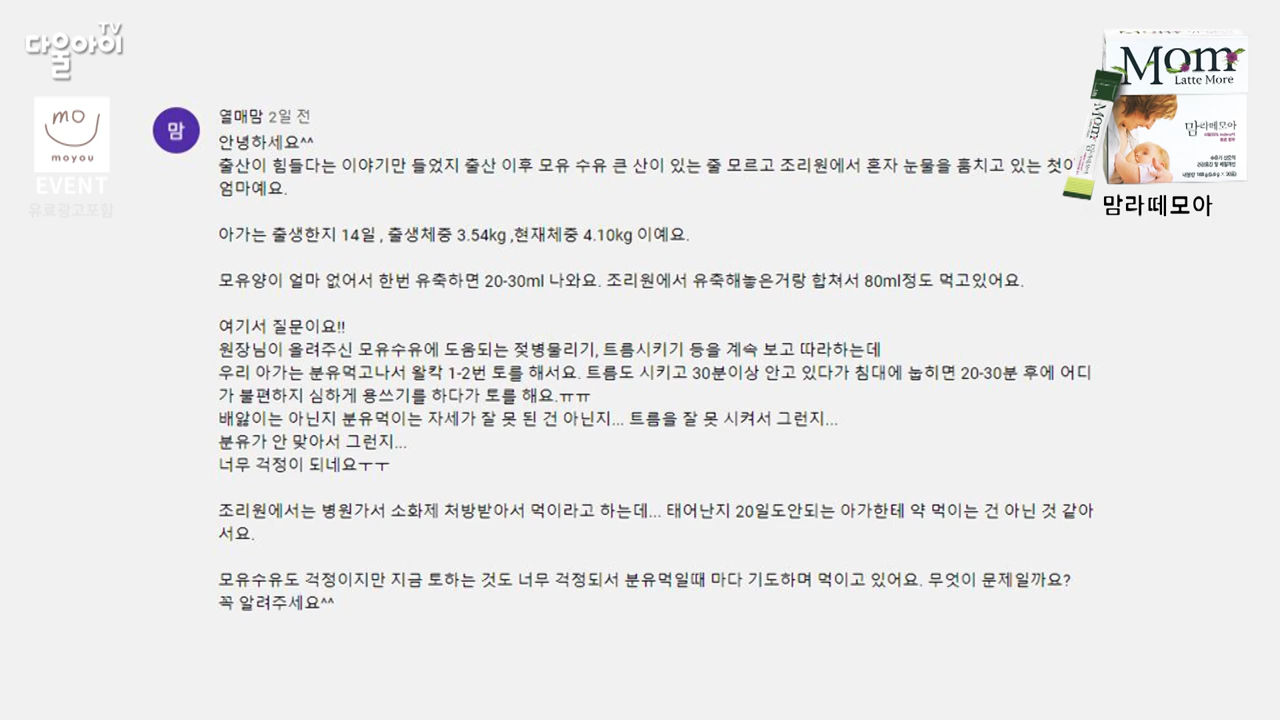 다울아이TV
mo
moyou
EVENT
유료광고포함
Mom
Latte More
맘라떼모아
맘라떼모아
맘
열매맘 2일 전
안녕하세요^^
출산이 힘들다는 이야기만 들었지 출산 이후 모유 수유 큰 산이 있는 줄 모르고 조리원에서 혼자 눈물을 훔치고 있는 첫아
엄마예요.
아가는 출생한지 14일 , 출생체중 3.54kg ,현재체중 4.10kg 이예요.
모유양이 얼마 없어서 한번 유축하면 20-30ml 나와요. 조리원에서 유축해놓은거랑 합쳐서 80ml정도 먹고있어요.
여기서 질문이요!!
원장님이 올려주신 모유수유에 도움되는 젖병물리기, 트름시키기 등을 계속 보고 따라하는데
우리 아가는 분유먹고나서 왈칵 1-2번 토를 해서요. 트름도 시키고 30분이상 안고 있다가 침대에 눕히면 20-30분 후에 어디
가 불편하지 심하게 용쓰기를 하다가 토를 해요.ㅠㅠ
배앓이는 아닌지 분유먹이는 자세가 잘 못 된 건 아닌지... 트름을 잘 못 시켜서 그런지...
분유가 안 맞아서 그런지...
너무 걱정이 되네요ㅜㅜ
조리원에서는 병원가서 소화제 처방받아서 먹이라고 하는데... 태어난지 20일도안되는 아가한테 약 먹이는 건 아닌 것 같아
서요.
모유수유도 걱정이지만 지금 토하는 것도 너무 걱정되서 분유먹일때 마다 기도하며 먹이고 있어요. 무엇이 문제일까요?
꼭 알려주세요^^